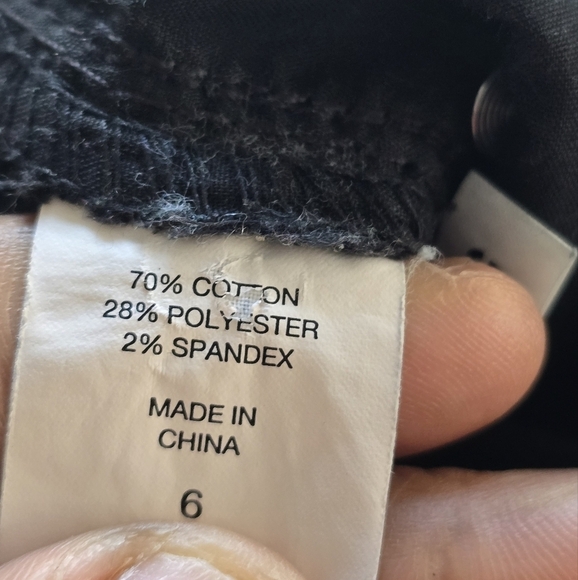 70% COTTON
28% POLYESTER
2% SPANDEX
MADE IN
CHINA
6